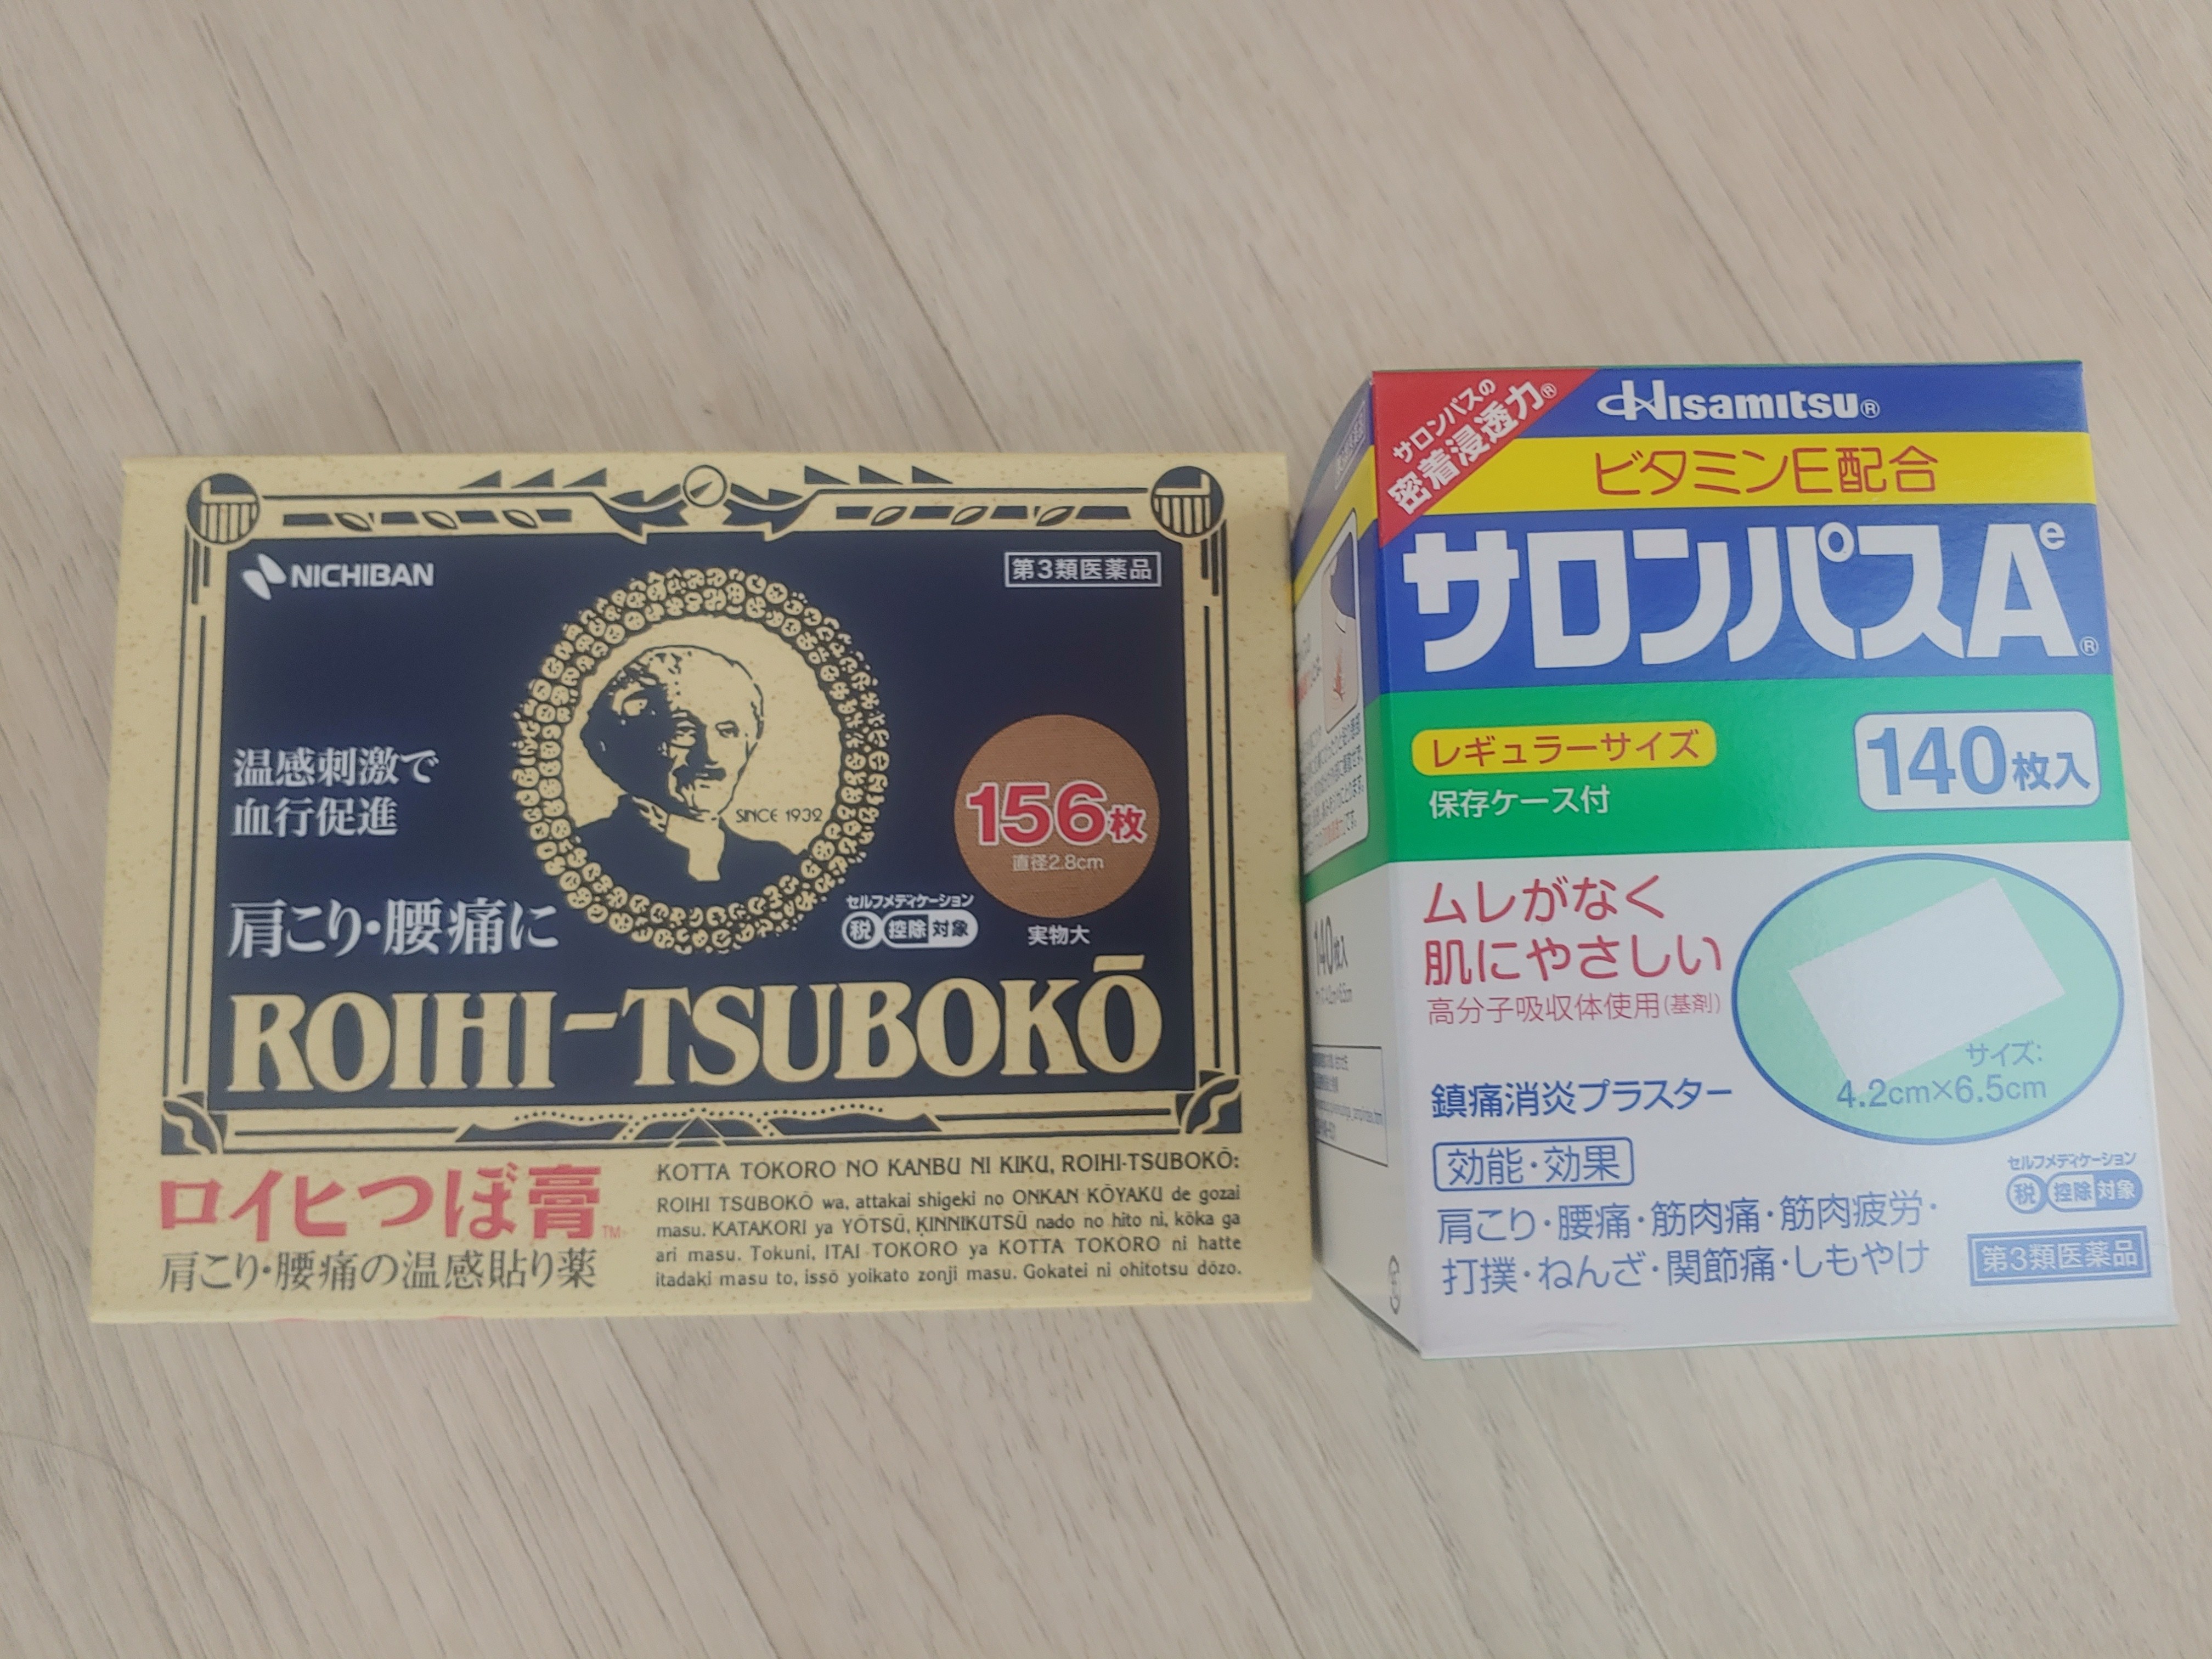 NICHIBAN
第3類医薬品
温感刺激で
血行促進
SINCE 1932
156枚
直径2.8cm
実物大
肩こり・腰痛に
セルフメディケーション
税 控除 対象
ROIHI-TSUBOKŌ
ロイヒつぼ膏™
肩こり・腰痛の温感貼り薬
KOTTA TOKORO NO KANBU NI KIKU, ROIHI-TSUBOKŌ:
ROIHI TSUBOKŌ wa, attakai shigeki no ONKAN KŌYAKU de gozai
masu. KATAKORI ya YŌTSŪ, KINNIKUTSŪ nado no hito ni, kōka ga
ari masu. Tokuni, ITAI TOKORO ya KOTTA TOKORO ni hatte
itadaki masu to, issō yoikato zonji masu. Gokatei ni ohitotsu dōzo.
サロンパスの
密着浸透力®
Hisamitsu®
ビタミンE配合
サロンパスAe®
レギュラーサイズ
保存ケース付
140枚入
ムレがなく
肌にやさしい
高分子吸収体使用(基剤)
サイズ:
4.2cm×6.5cm
鎮痛消炎プラスター
効能・効果
肩こり・腰痛・筋肉痛・筋肉疲労・
打撲・ねんざ・関節痛・しもやけ
セルフメディケーション
税 控除 対象
第3類医薬品
140枚入